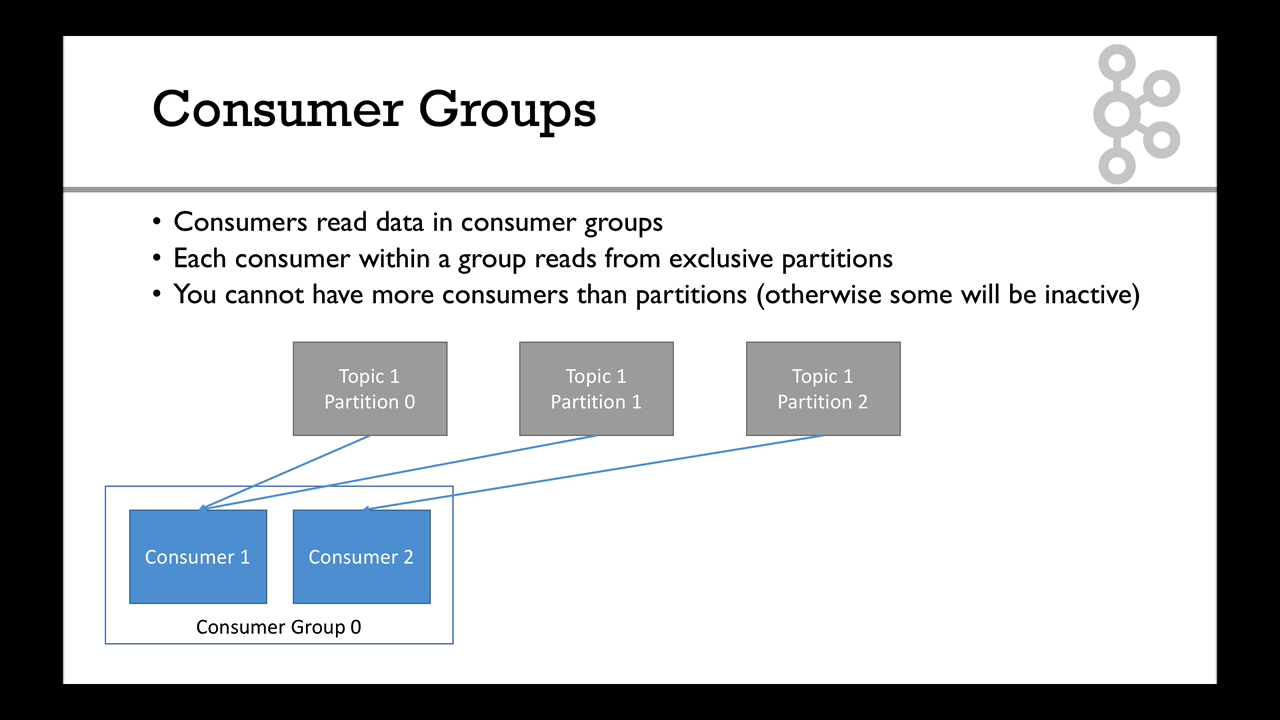 Consumer Groups
• Consumers read data in consumer groups
• Each consumer within a group reads from exclusive partitions
• You cannot have more consumers than partitions (otherwise some will be inactive)
Topic 1
Partition 0
Topic 1
Partition 1
Topic 1
Partition 2
Consumer 1
Consumer 2
Consumer Group 0